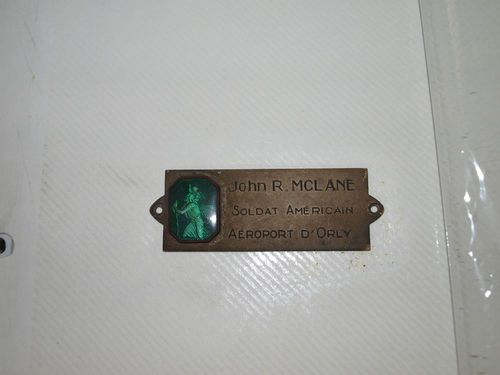 John R. MCLANE
SOLDAT AMÉRICAIN
AÉROPORT D'ORLY